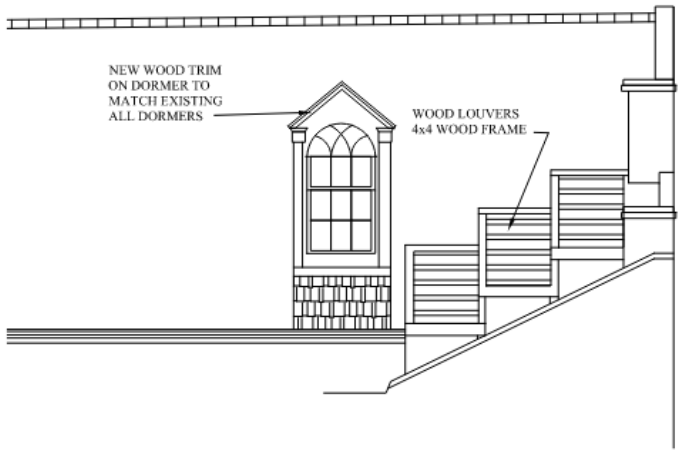 NEW WOOD TRIM
ON DORMER TO
MATCH EXISTING
ALL DORMERS
WOOD LOUVERS
4x4 WOOD FRAME